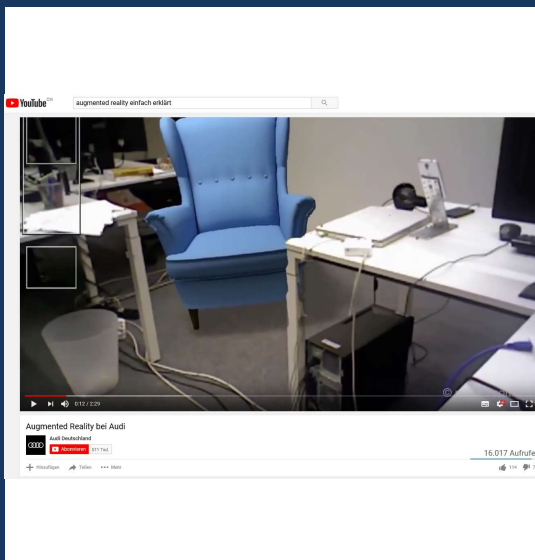 YouTube CH
augmented reality einfach erklärt
0:12 / 2:29
Augmented Reality bei Audi
Audi Deutschland
Abonnieren
Hinzufügen Teilen Mehr
16.017 Aufrufe